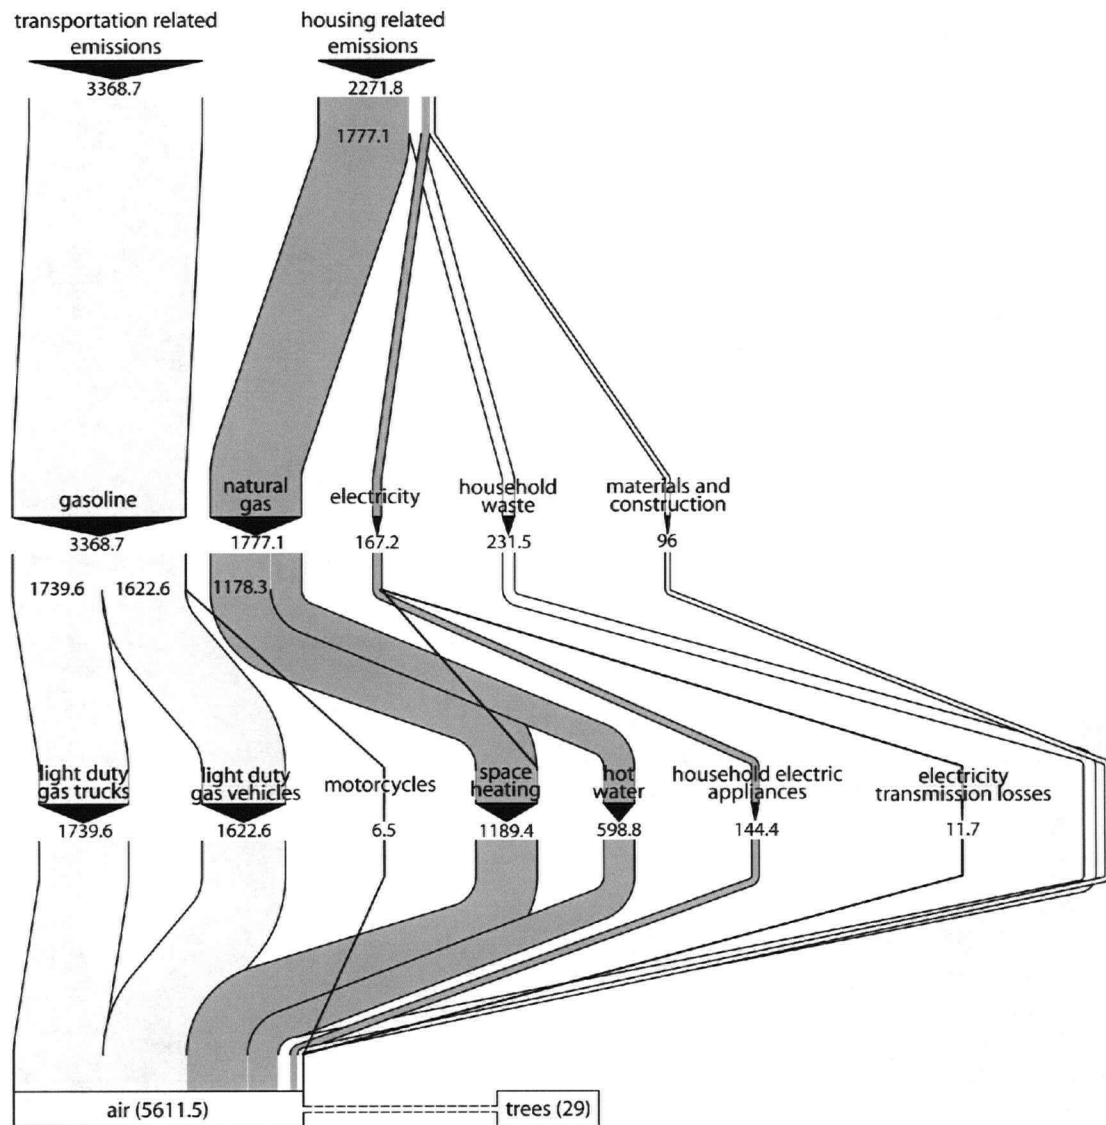 transportation related
emissions
3368.7
housing related
emissions
2271.8
1777.1
gasoline
3368.7
natural
gas
1777.1
electricity
167.2
household
waste
231.5
materials and
construction
96
1739.6
1622.6
1178.3
light duty
gas trucks
1739.6
light duty
gas vehicles
1622.6
motorcycles
6.5
space
heating
1189.4
hot
water
598.8
household electric
appliances
144.4
electricity
transmission losses
11.7
air (5611.5)
trees (29)